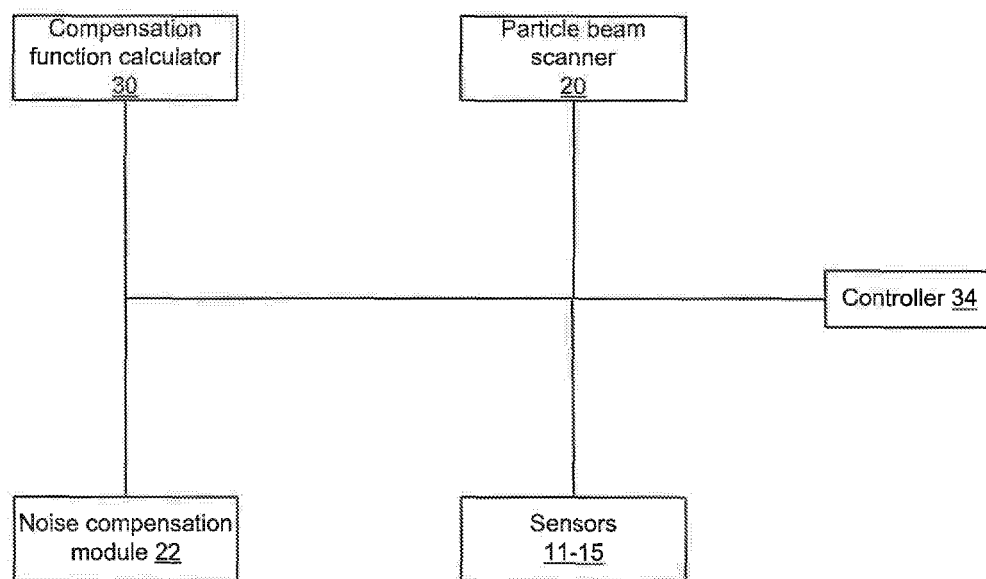 Compensation
function calculator
30
Particle beam
scanner
20
Controller 34
Noise compensation
module 22
Sensors
11-15